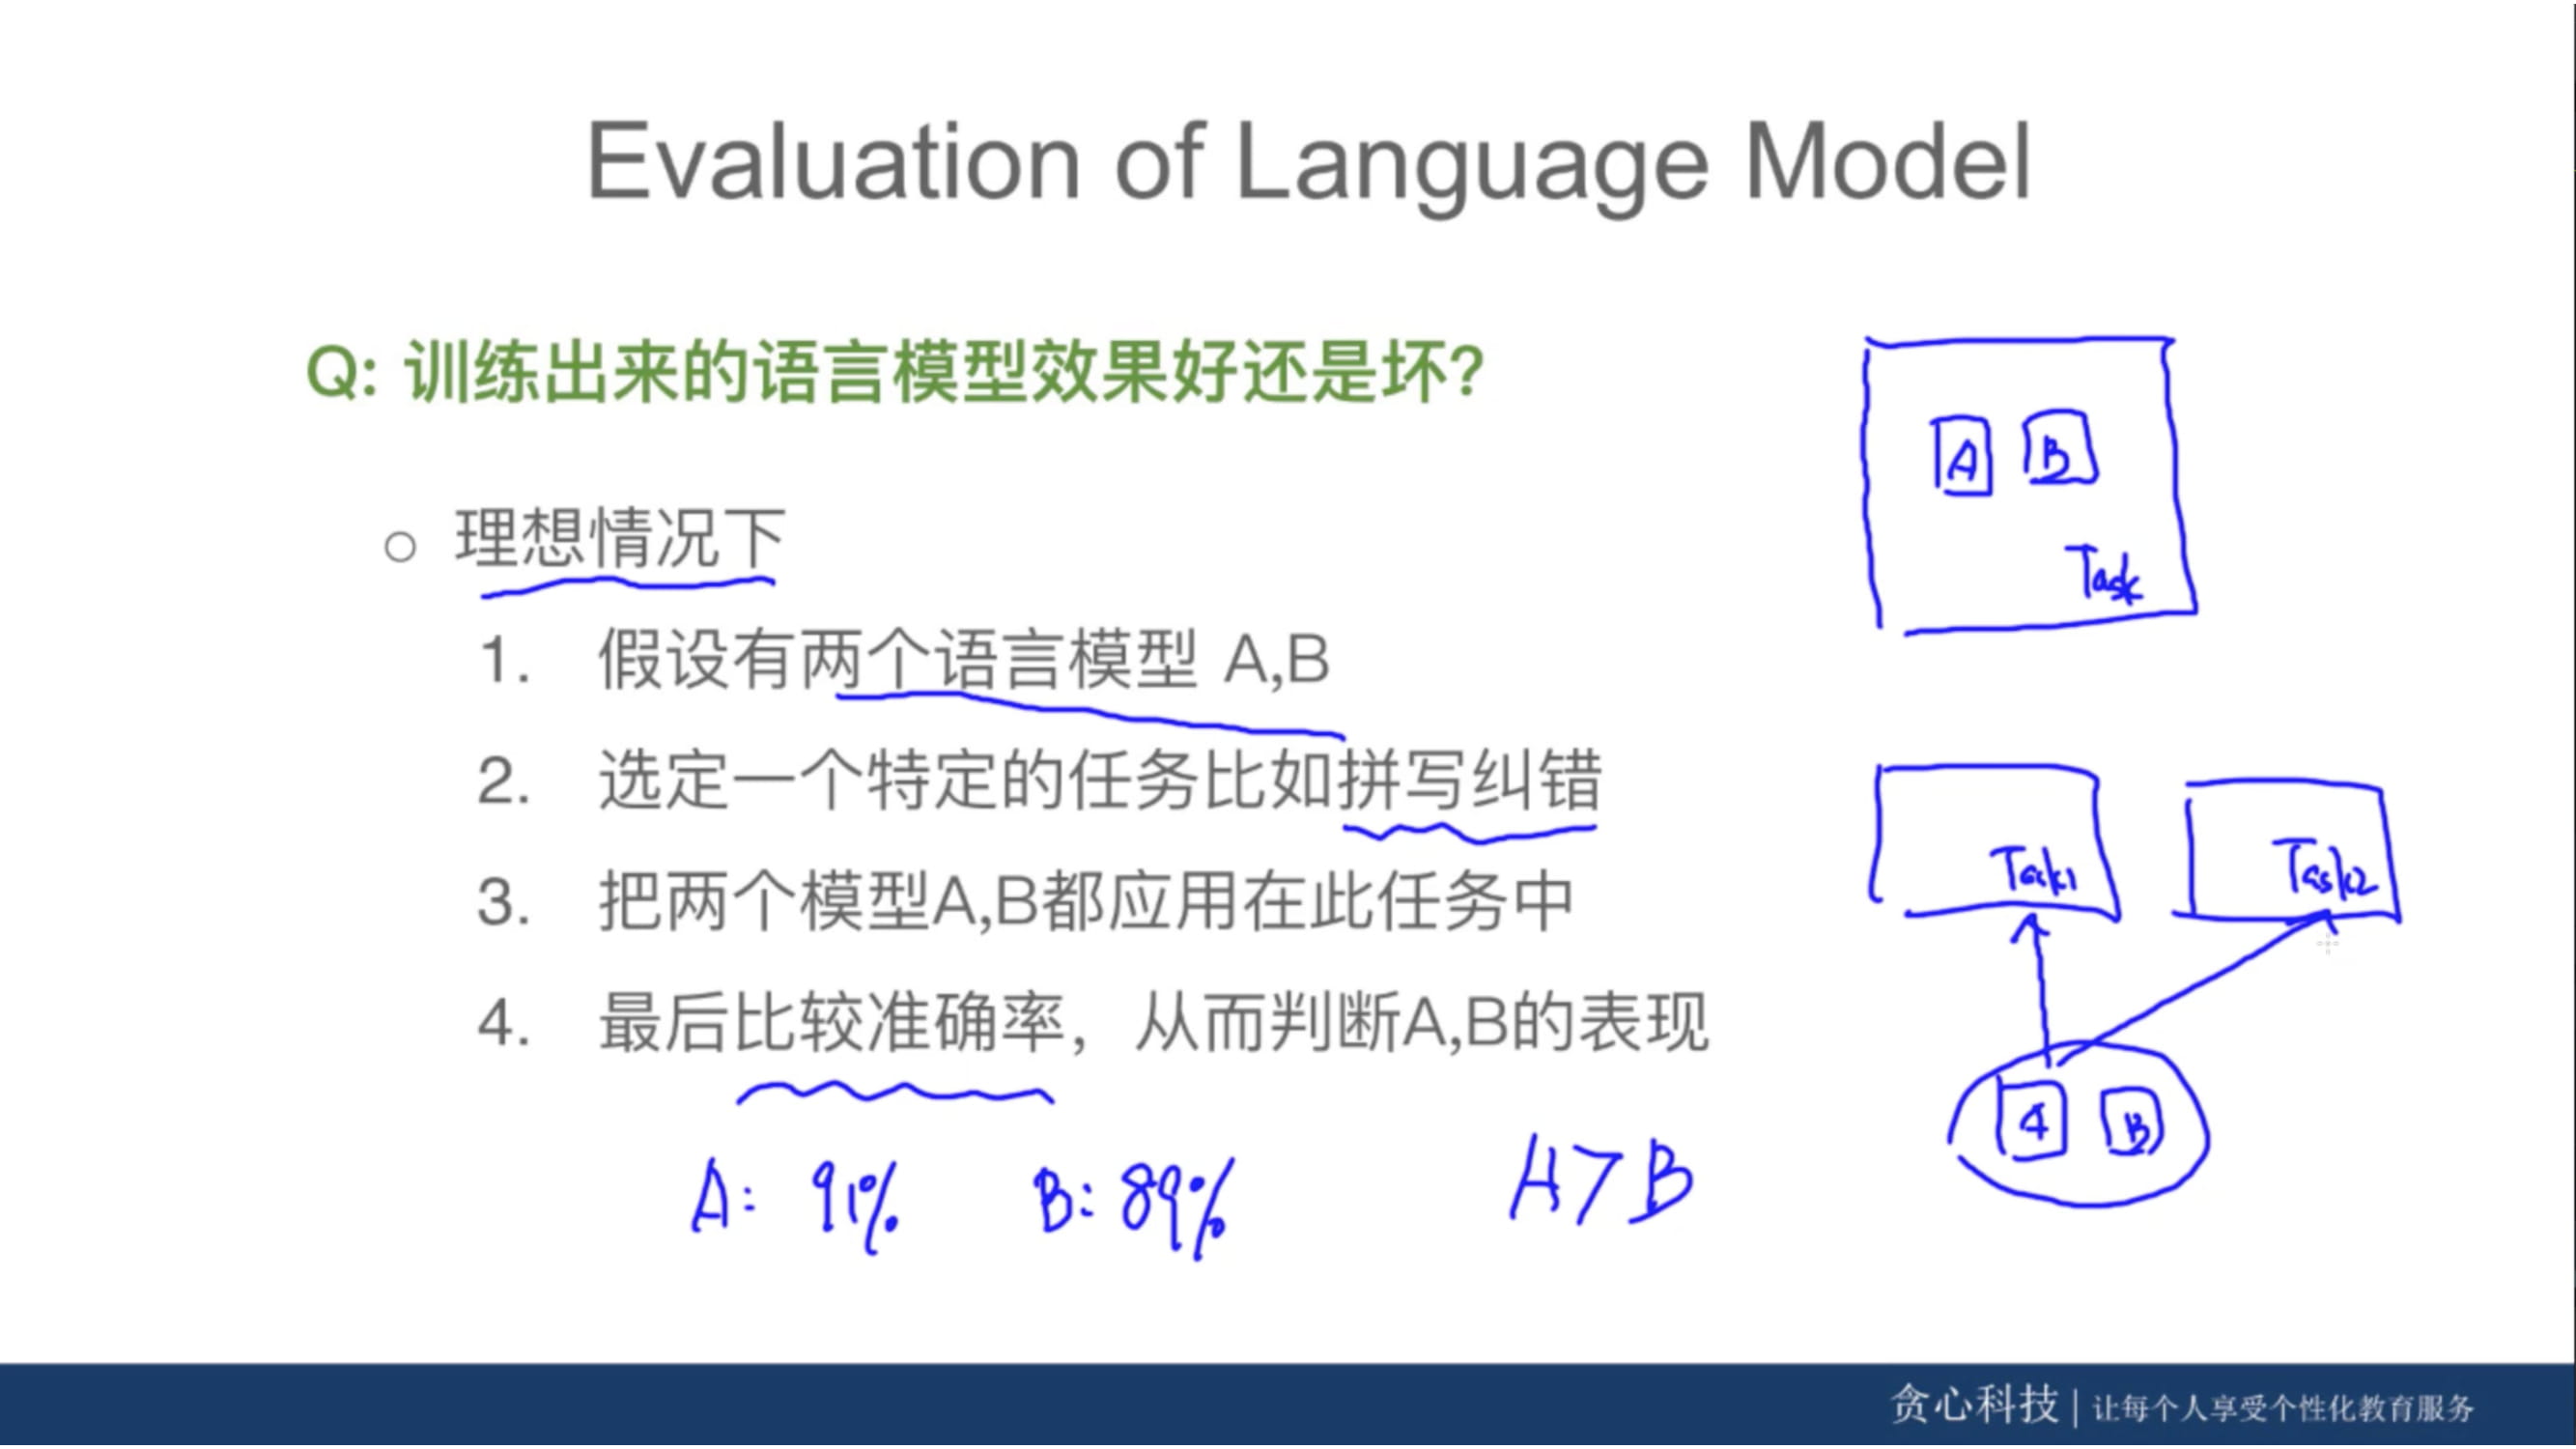 Evaluation of Language Model
Q: 训练出来的语言模型效果好还是坏?
○ 理想情况下
1. 假设有两个语言模型 A,B
2. 选定一个特定的任务比如拼写纠错
3. 把两个模型A,B都应用在此任务中
4. 最后比较准确率，从而判断A,B的表现
A: 91% B: 89% A>B
A B
Task
Task1 Task2
A B
贪心科技 | 让每个人享受个性化教育服务